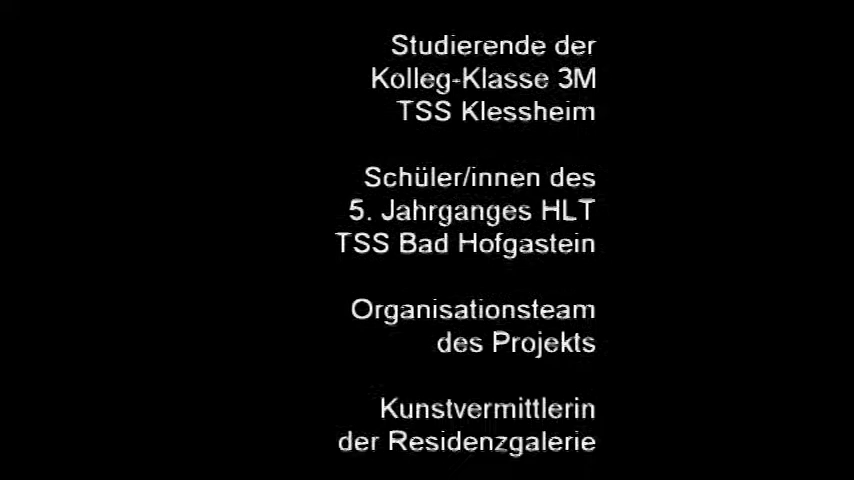 Studierende der
Kolleg-Klasse 3M
TSS Klessheim
Schüler/innen des
5. Jahrganges HLT
TSS Bad Hofgastein
Organisationsteam
des Projekts
Kunstvermittlerin
der Residenzgalerie